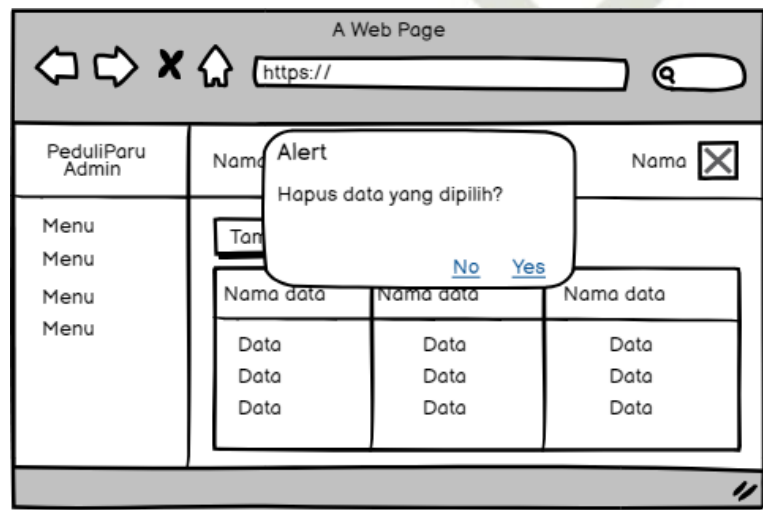 A Web Page
https://
PeduliParu
Admin
Nama
Nama
Alert
Hapus data yang dipilih?
No Yes
Menu
Menu
Menu
Menu
Nama data Nama data Nama data
Data Data Data
Data Data Data
Data Data Data